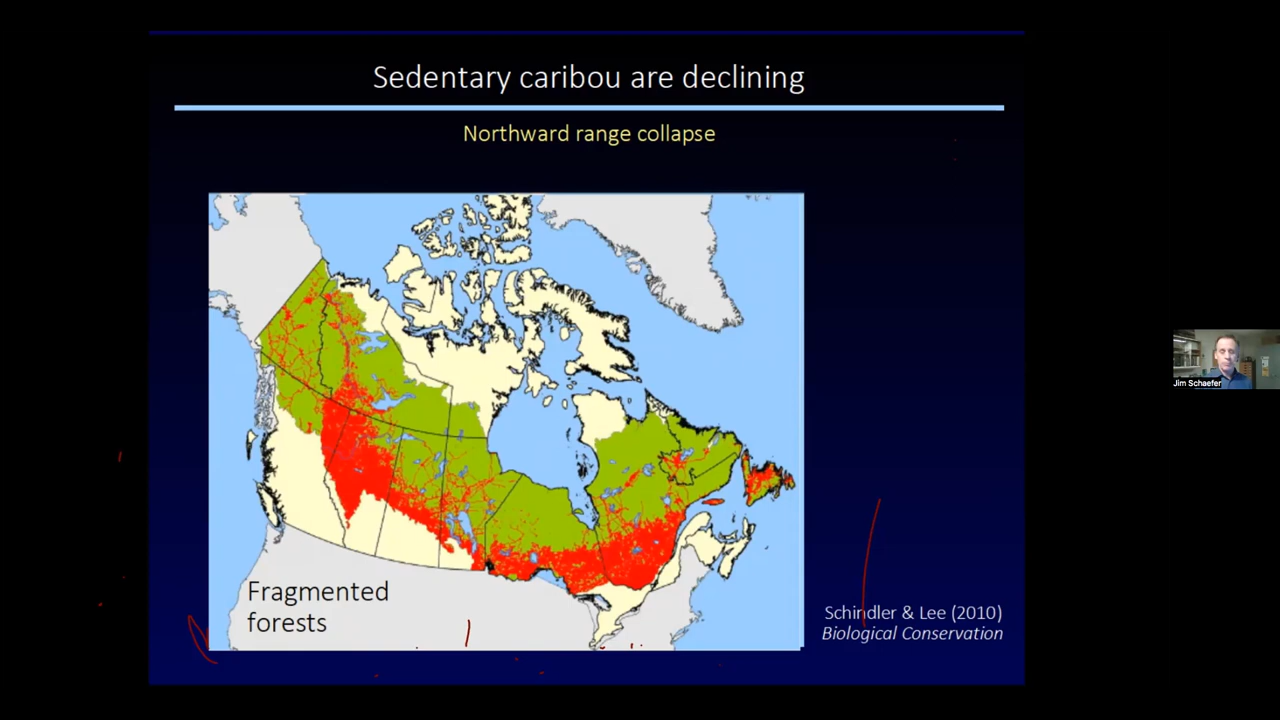 Sedentary caribou are declining
Northward range collapse
Fragmented
forests
Schindler & Lee (2010)
Biological Conservation
Jim Schaefer